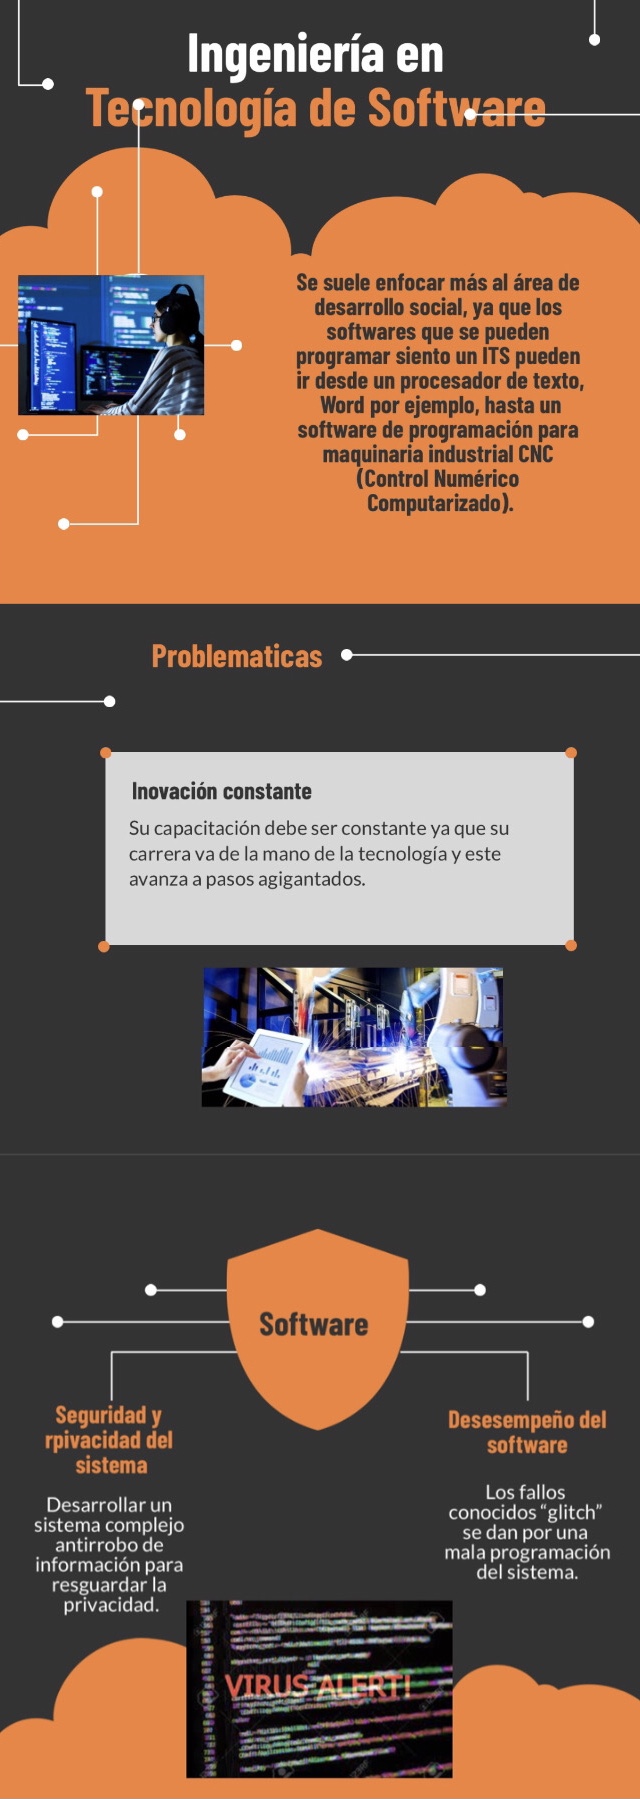 Ingeniería en
Tecnología de Software
Se suele enfocar más al área de
desarrollo social, ya que los
softwares que se pueden
programar siento un ITS pueden
ir desde un procesador de texto,
Word por ejemplo, hasta un
software de programación para
maquinaria industrial CNC
(Control Numérico
Computarizado).
Problematicas
Inovación constante
Su capacitación debe ser constante ya que su
carrera va de la mano de la tecnología y este
avanza a pasos agigantados.
Software
Seguridad y
rpivacidad del
sistema
Desarrollar un
sistema complejo
antirrobo de
información para
resguardar la
privacidad.
Desesempeño del
software
Los fallos
conocidos “glitch”
se dan por una
mala programación
del sistema.
VIRUS ALERT!